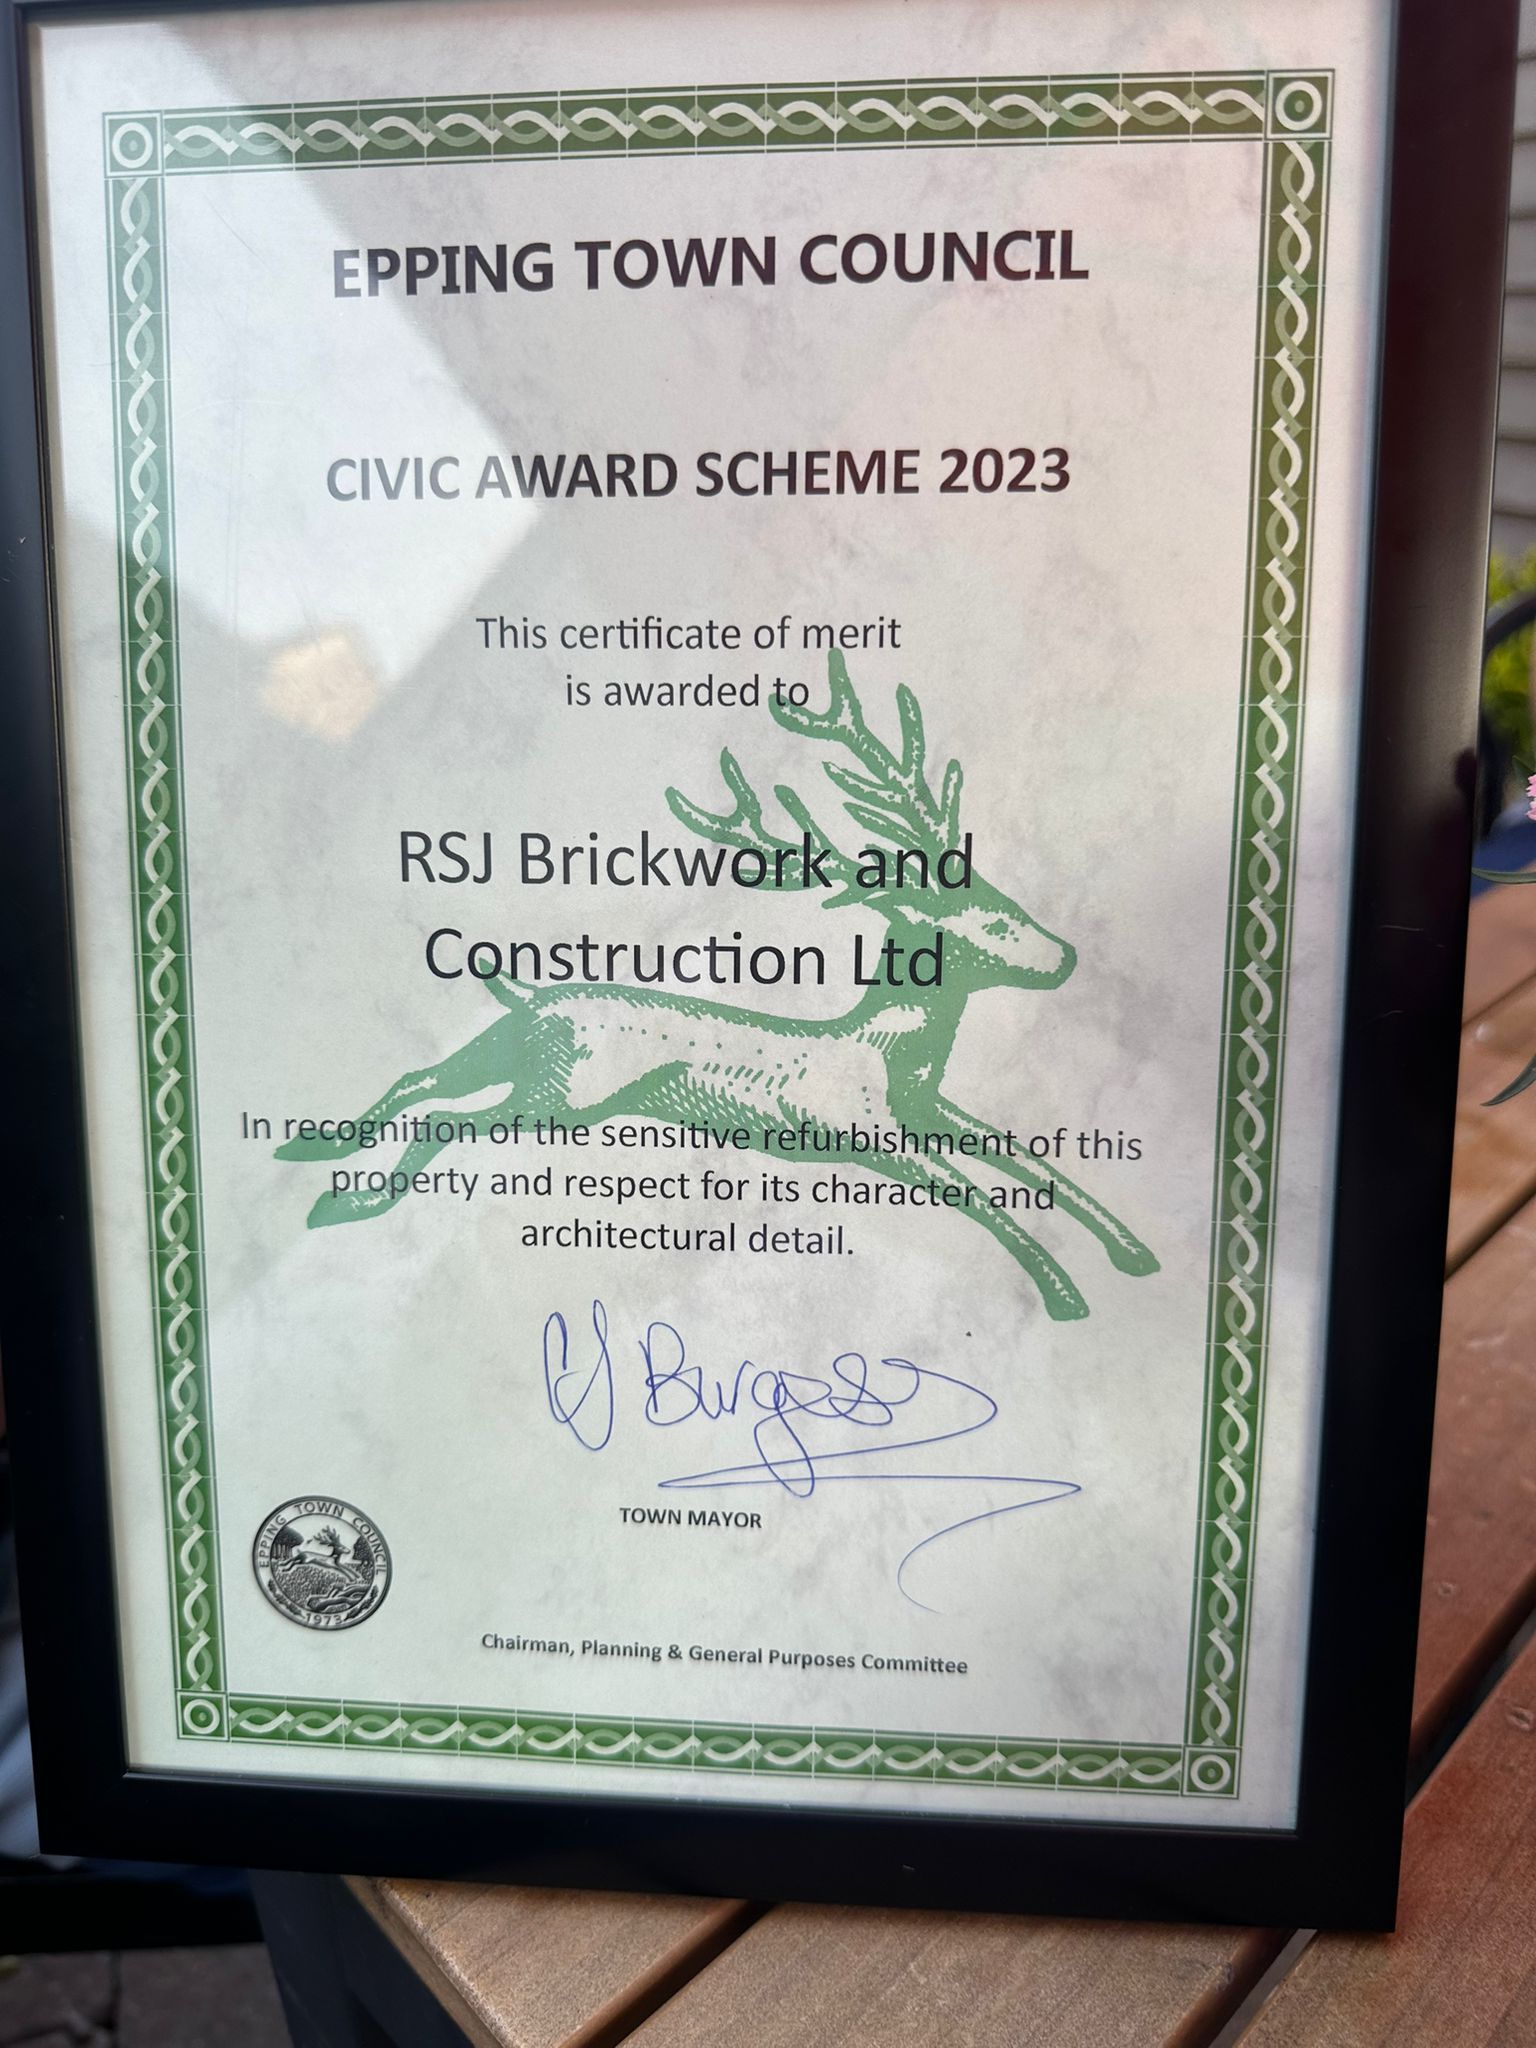 EPPING TOWN COUNCIL
CIVIC AWARD SCHEME 2023
This certificate of merit
is awarded to
RSJ Brickwork and
Construction Ltd
In recognition of the sensitive refurbishment of this
property and respect for its character and
architectural detail.
Burgess
TOWN MAYOR
EPPING TOWN COUNCIL
1973
Chairman, Planning & General Purposes Committee